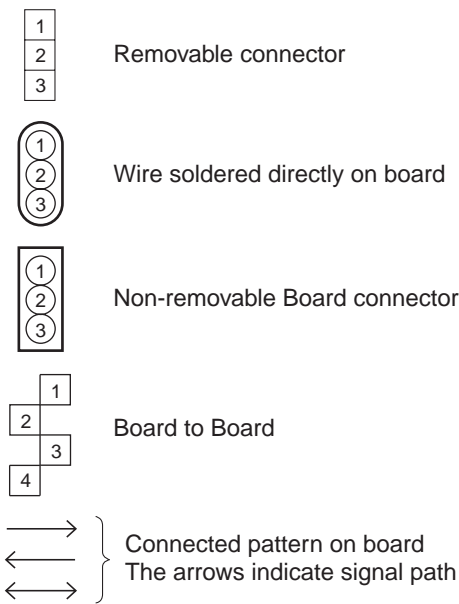 1
2
3
Removable connector
1
2
3
Wire soldered directly on board
1
2
3
Non-removable Board connector
1
2
3
4
Board to Board
Connected pattern on board
The arrows indicate signal path